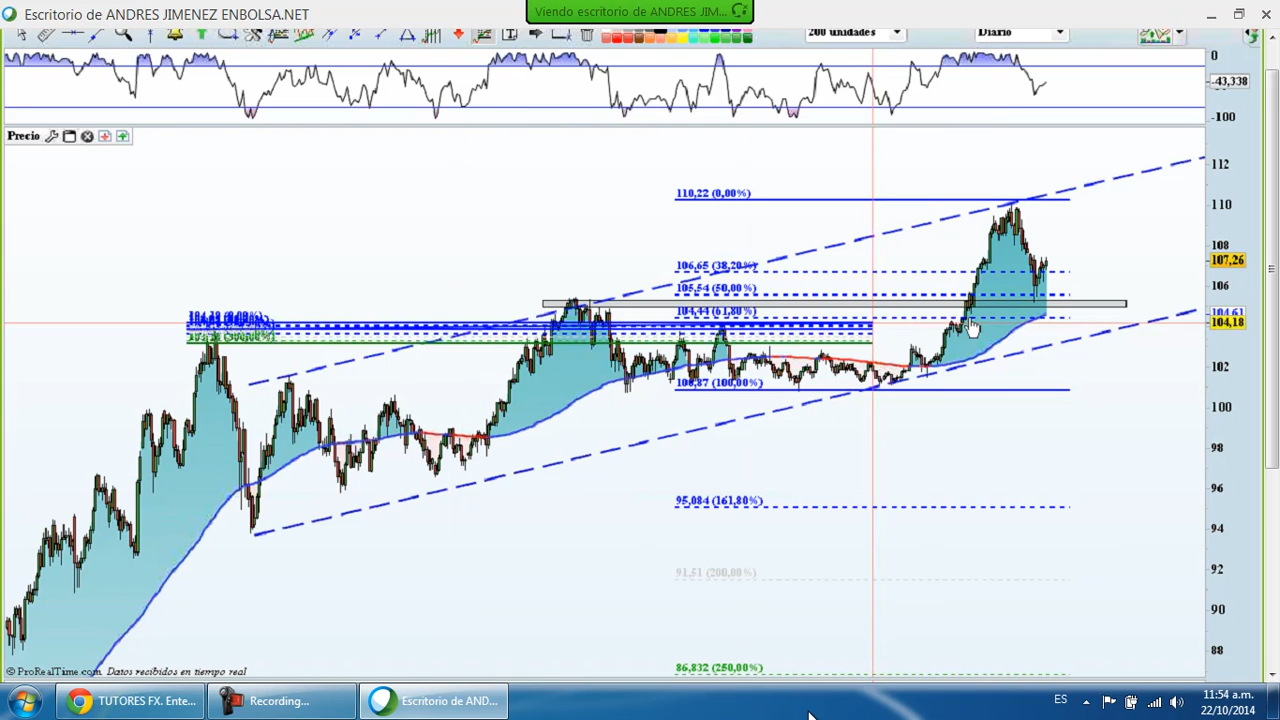 Escritorio de ANDRES JIMENEZ ENBOLSA.NET
Viendo escritorio de ANDRES JIM...
200 unidades
Diario
0
-43,338
-100
Precio
112
110,22 (0,00%)
110
108
107,26
106,65 (38,20%)
106
105,54 (50,00%)
104,44 (61,80%)
104,61
104,18
102
100,87 (100,00%)
100
98
96
95,084 (161,80%)
94
92
91,51 (200,00%)
90
88
86,832 (250,00%)
© ProRealTime.com Datos recibidos en tiempo real
TUTORES FX. Ente...
Recording...
Escritorio de AND...
ES
11:54 a.m.
22/10/2014